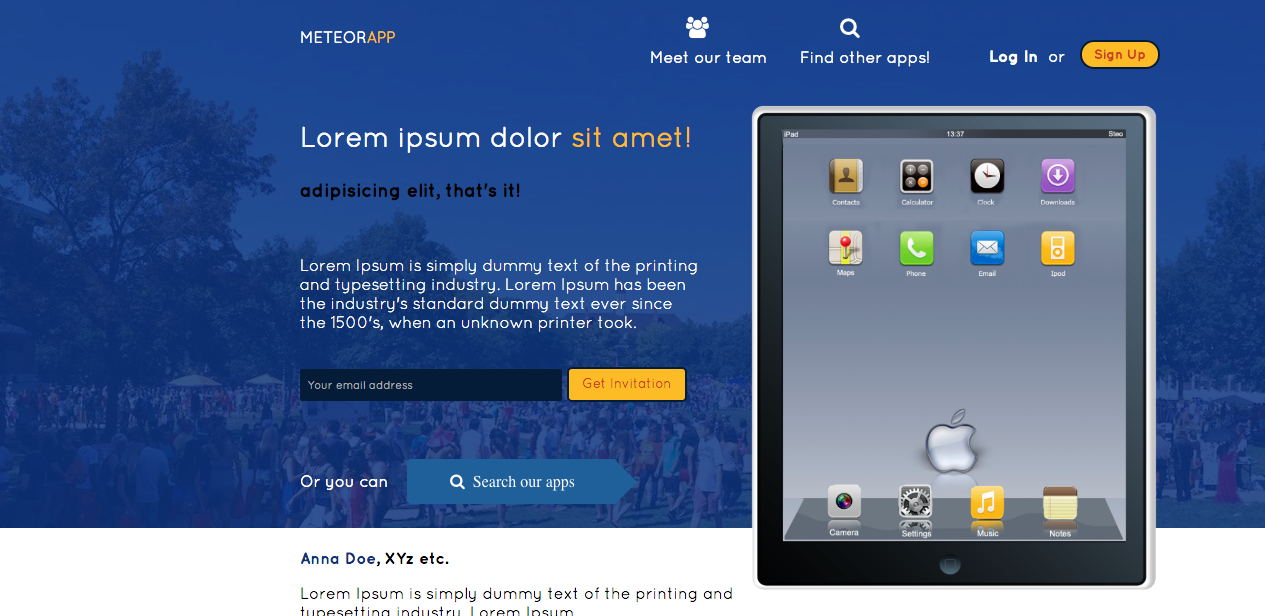 METEORAPP
Meet our team
Find other apps!
Log In or
Sign Up
Lorem ipsum dolor sit amet!
adipisicing elit, that's it!
Lorem Ipsum is simply dummy text of the printing
and typesetting industry. Lorem Ipsum has been
the industry's standard dummy text ever since
the 1500's, when an unknown printer took.
Your email address
Get Invitation
Or you can
Search our apps
iPad 13:37 Steo
Contacts Calculator Clock Downloads
Maps Phone Email Ipod
Camera Settings Music Notes
Anna Doe, XYz etc.
Lorem Ipsum is simply dummy text of the printing and
typesetting industry. Lorem Ipsum